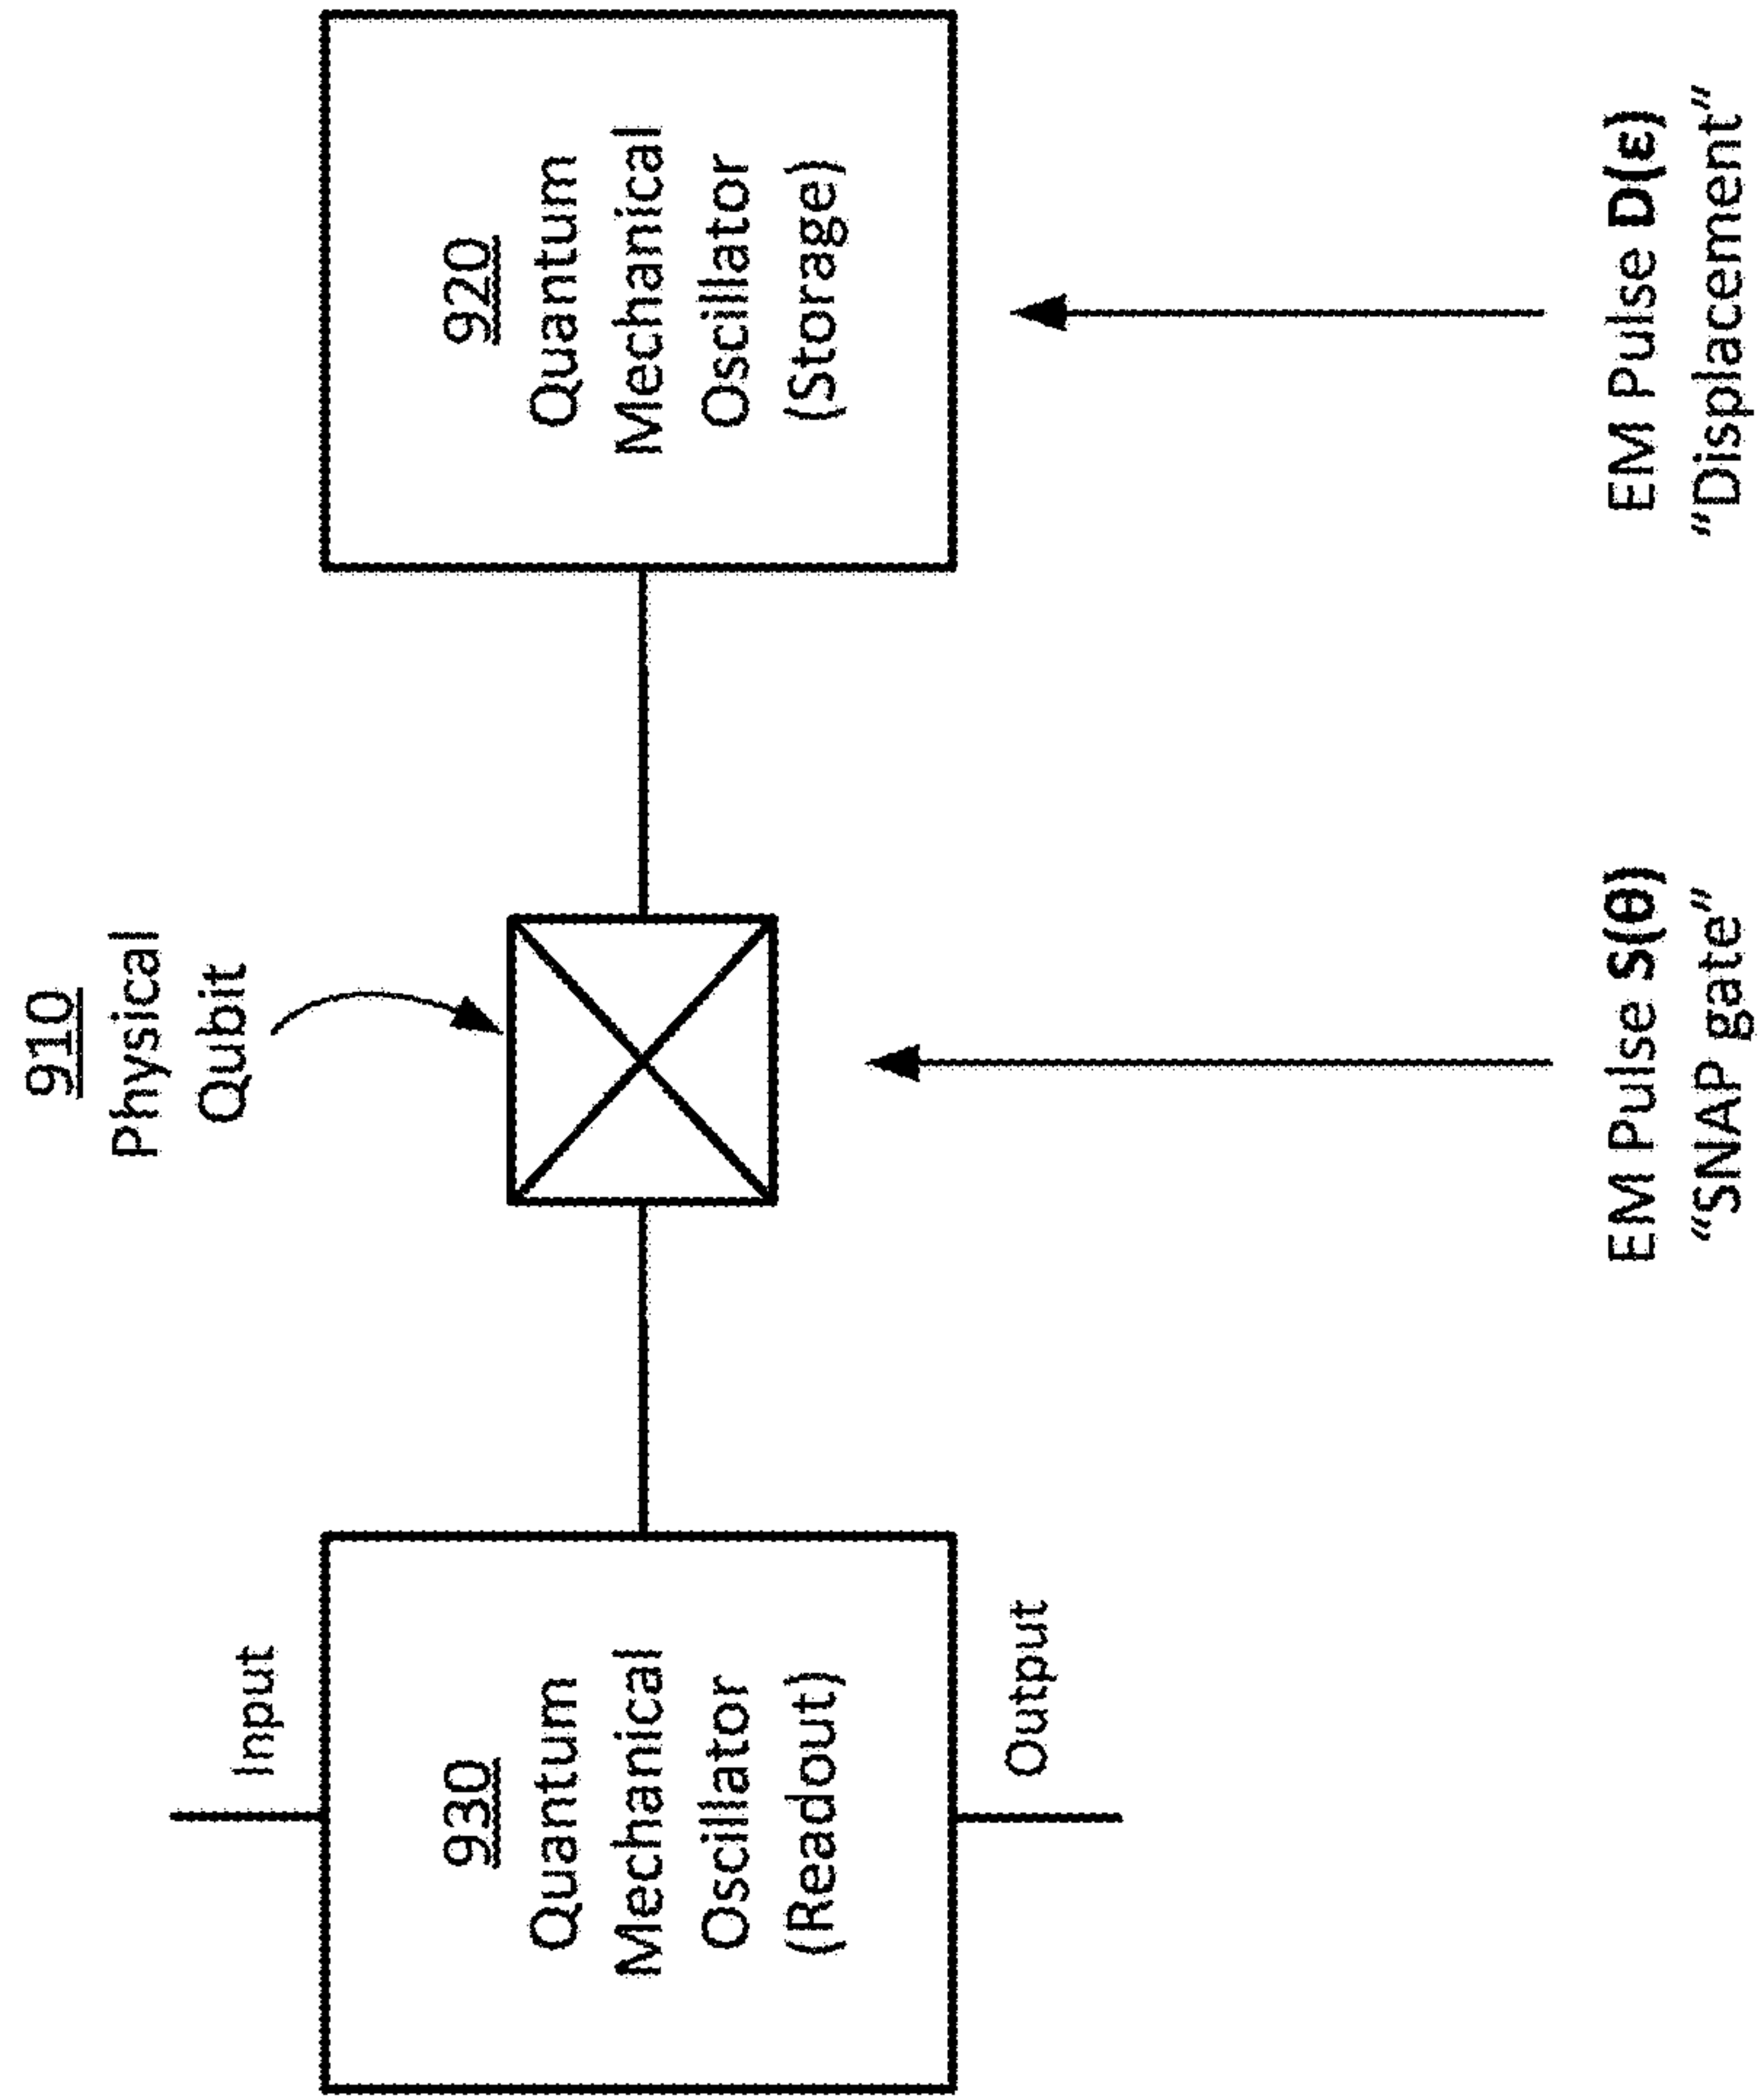 910
Physical
Qubit
Input
930
Quantum
Mechanical
Oscillator
(Readout)
Output
920
Quantum
Mechanical
Oscillator
(Storage)
EM Pulse S(θ)
“SNAP gate”
EM Pulse D(ε)
“Displacement”